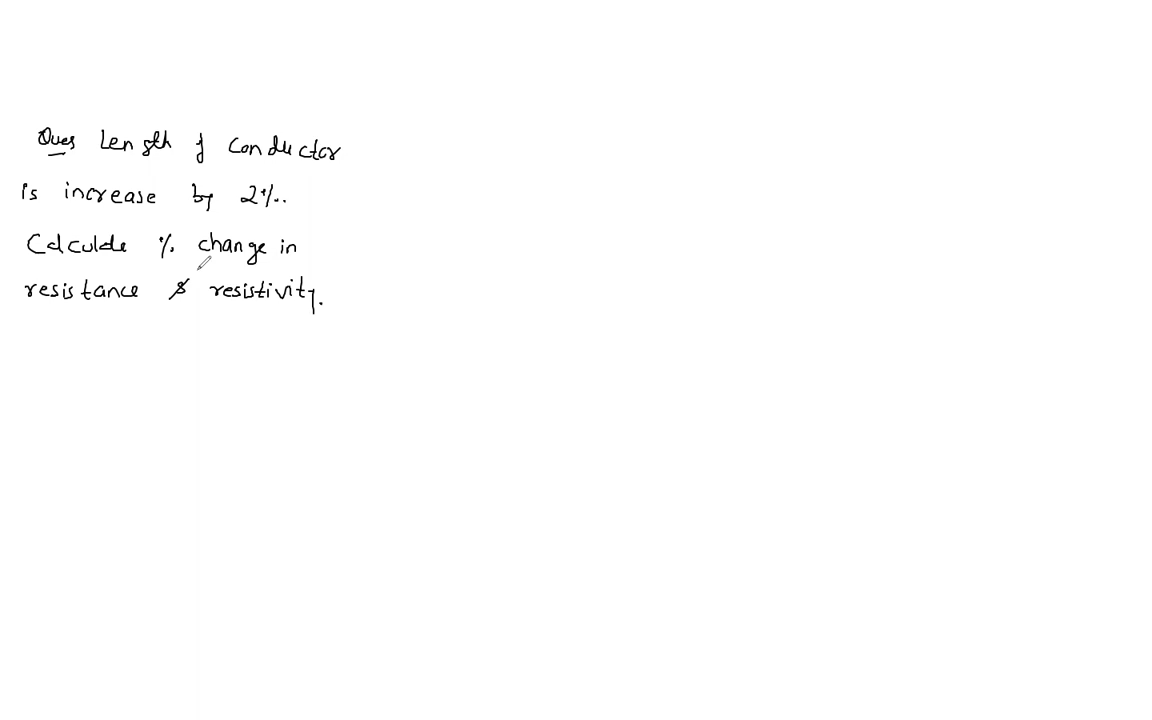 Ques Length of conductor
is increase by 2%.
Calculate % change in
resistance & resistivity.